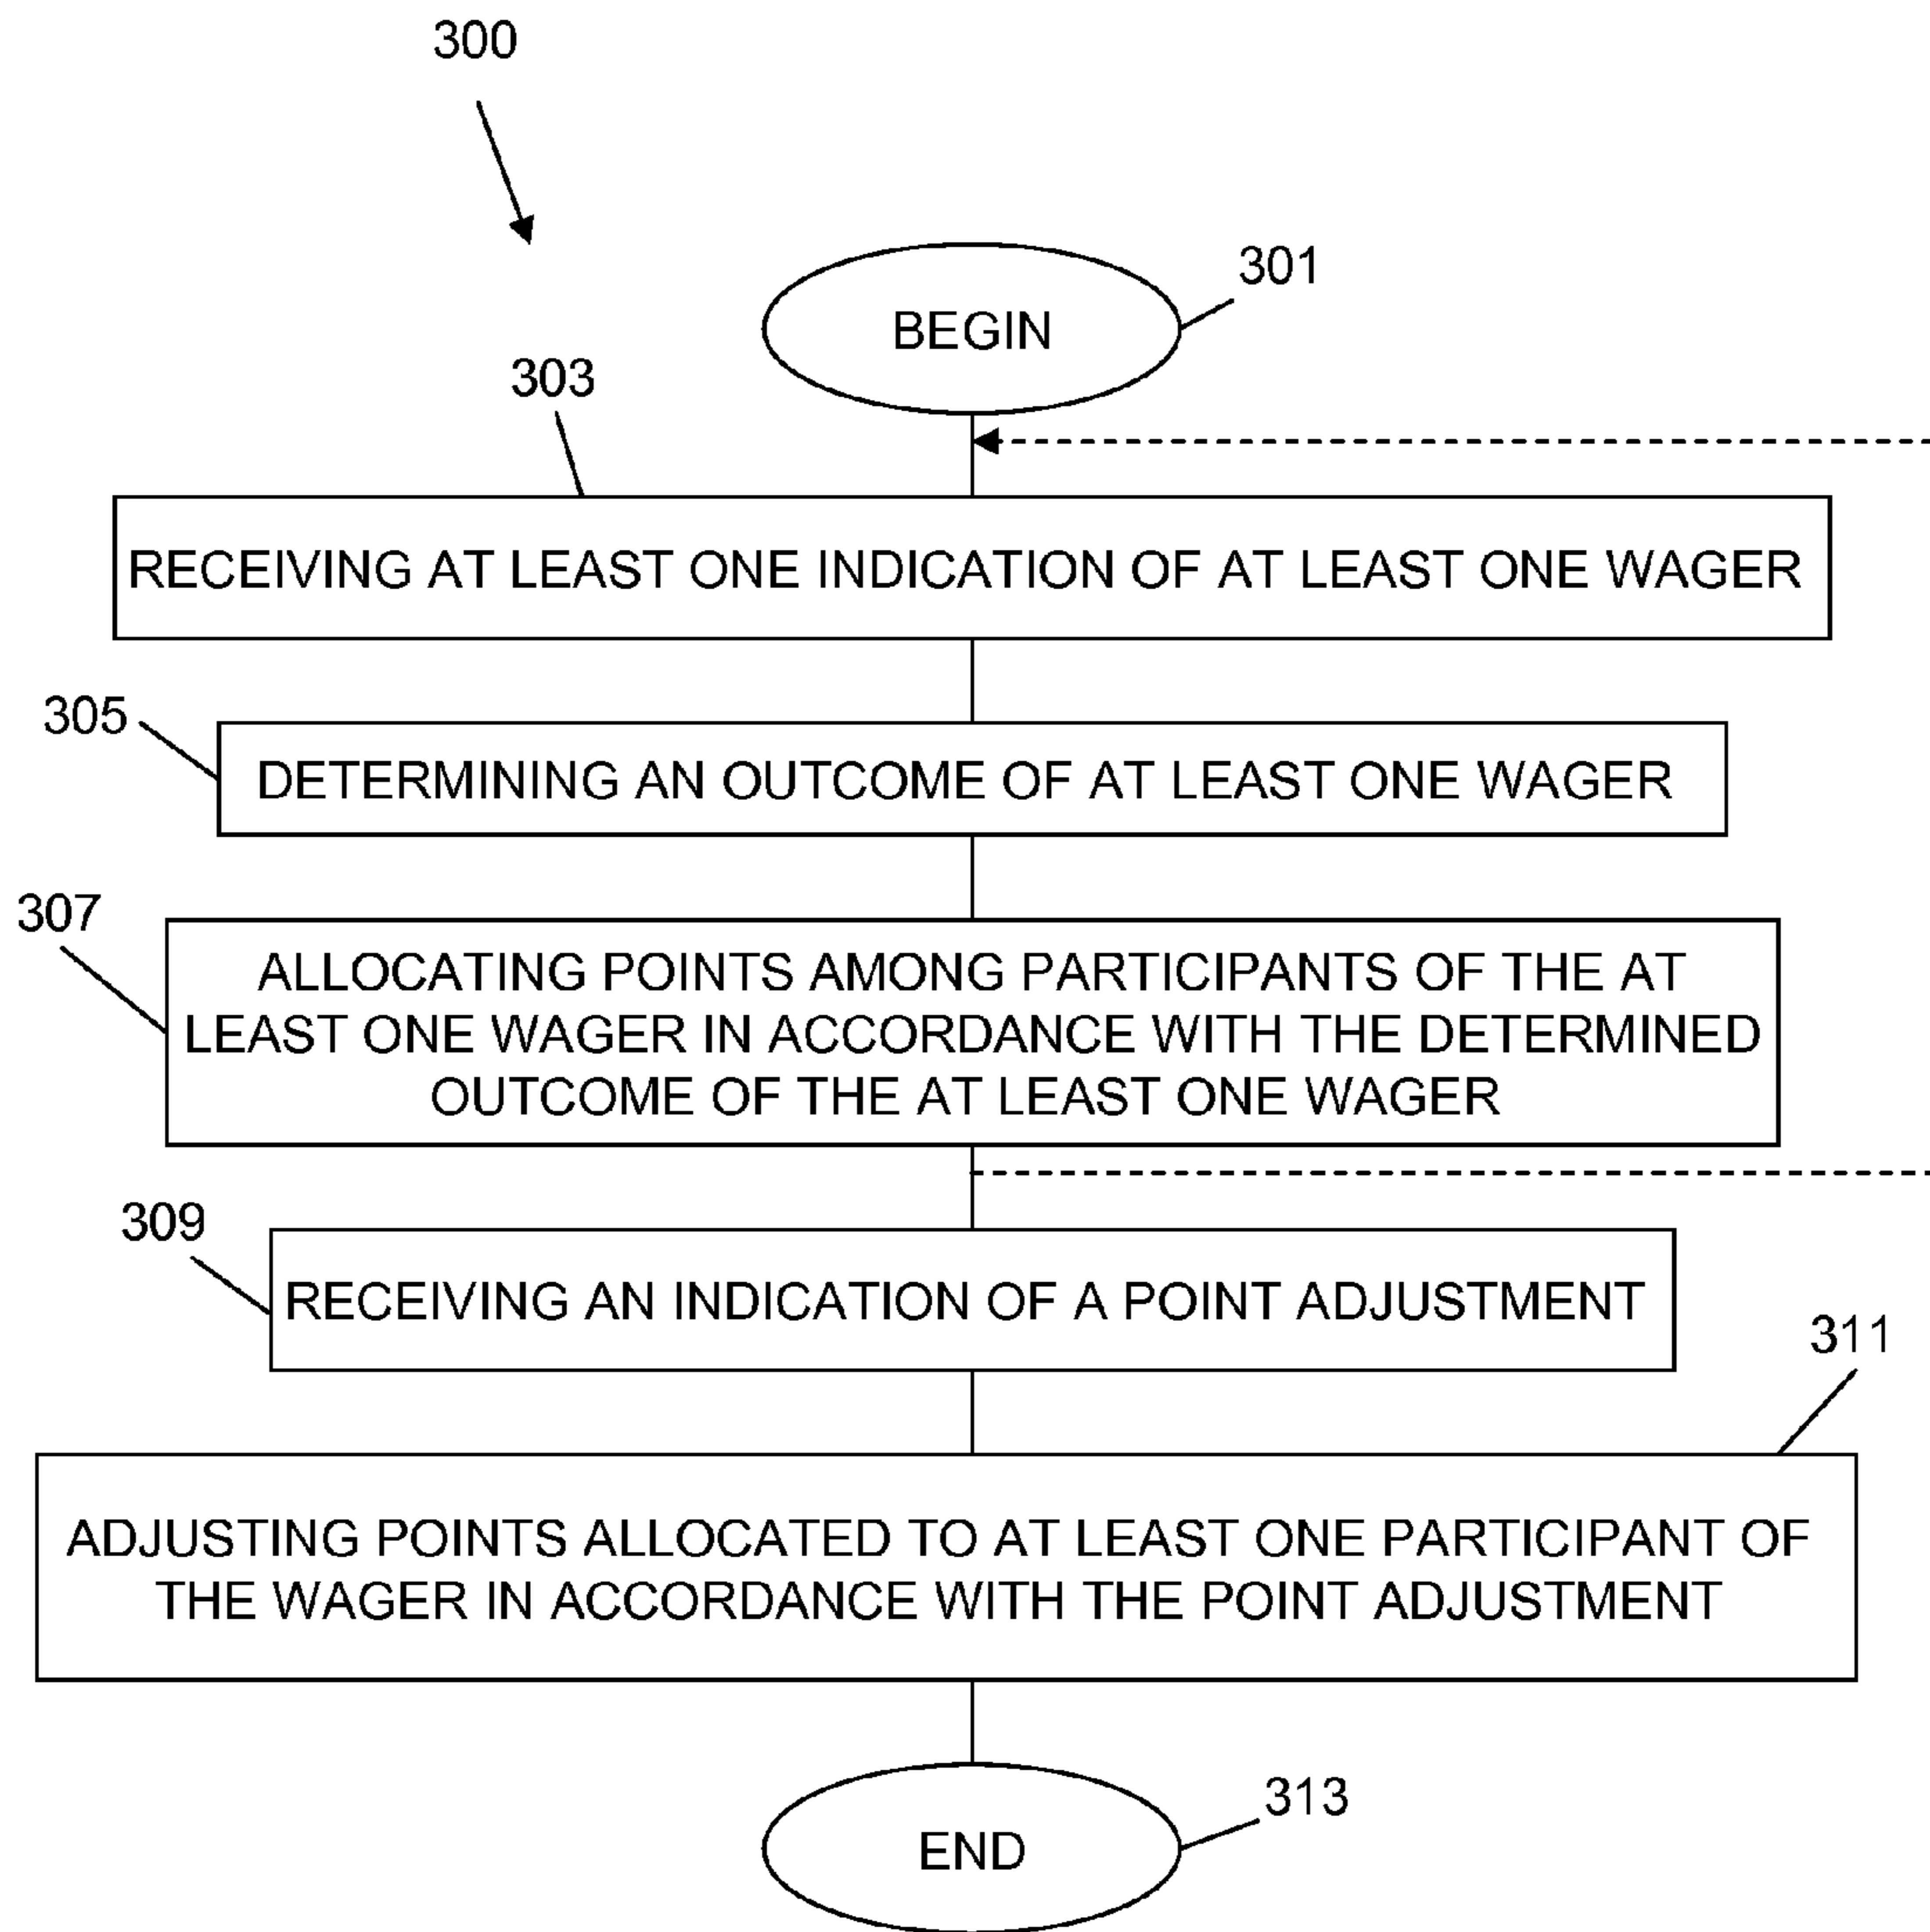 300
301
BEGIN
303
RECEIVING AT LEAST ONE INDICATION OF AT LEAST ONE WAGER
305
DETERMINING AN OUTCOME OF AT LEAST ONE WAGER
307
ALLOCATING POINTS AMONG PARTICIPANTS OF THE AT
LEAST ONE WAGER IN ACCORDANCE WITH THE DETERMINED
OUTCOME OF THE AT LEAST ONE WAGER
309
RECEIVING AN INDICATION OF A POINT ADJUSTMENT
311
ADJUSTING POINTS ALLOCATED TO AT LEAST ONE PARTICIPANT OF
THE WAGER IN ACCORDANCE WITH THE POINT ADJUSTMENT
313
END